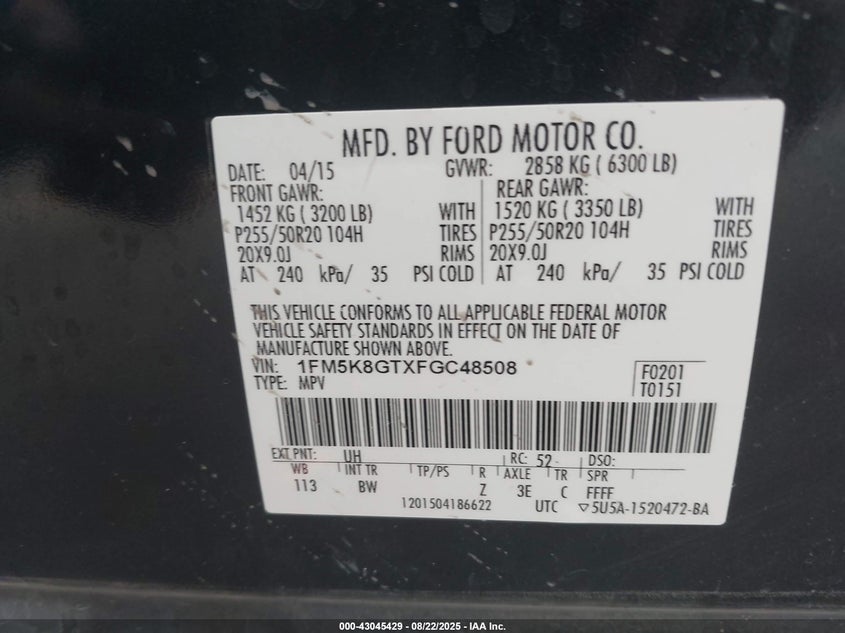 MFD. BY FORD MOTOR CO.
DATE: 04/15 GVWR: 2858 KG ( 6300 LB)
FRONT GAWR: REAR GAWR:
1452 KG ( 3200 LB) WITH 1520 KG ( 3350 LB) WITH
P255/50R20 104H TIRES P255/50R20 104H TIRES
20X9.0J RIMS 20X9.0J RIMS
AT 240 kPa/ 35 PSI COLD AT 240 kPa/ 35 PSI COLD
THIS VEHICLE CONFORMS TO ALL APPLICABLE FEDERAL MOTOR
VEHICLE SAFETY STANDARDS IN EFFECT ON THE DATE OF
MANUFACTURE SHOWN ABOVE.
VIN: 1FM5K8GTXFGC48508 F0201
TYPE: MPV T0151
EXT PNT: UH RC: 52 DSO:
WB INT TR TP/PS R AXLE TR SPR
113 BW Z 3E C FFFF
1201504186622 UTC ▽5U5A-1520472-BA
000-43045429 - 08/22/2025 - IAA Inc.